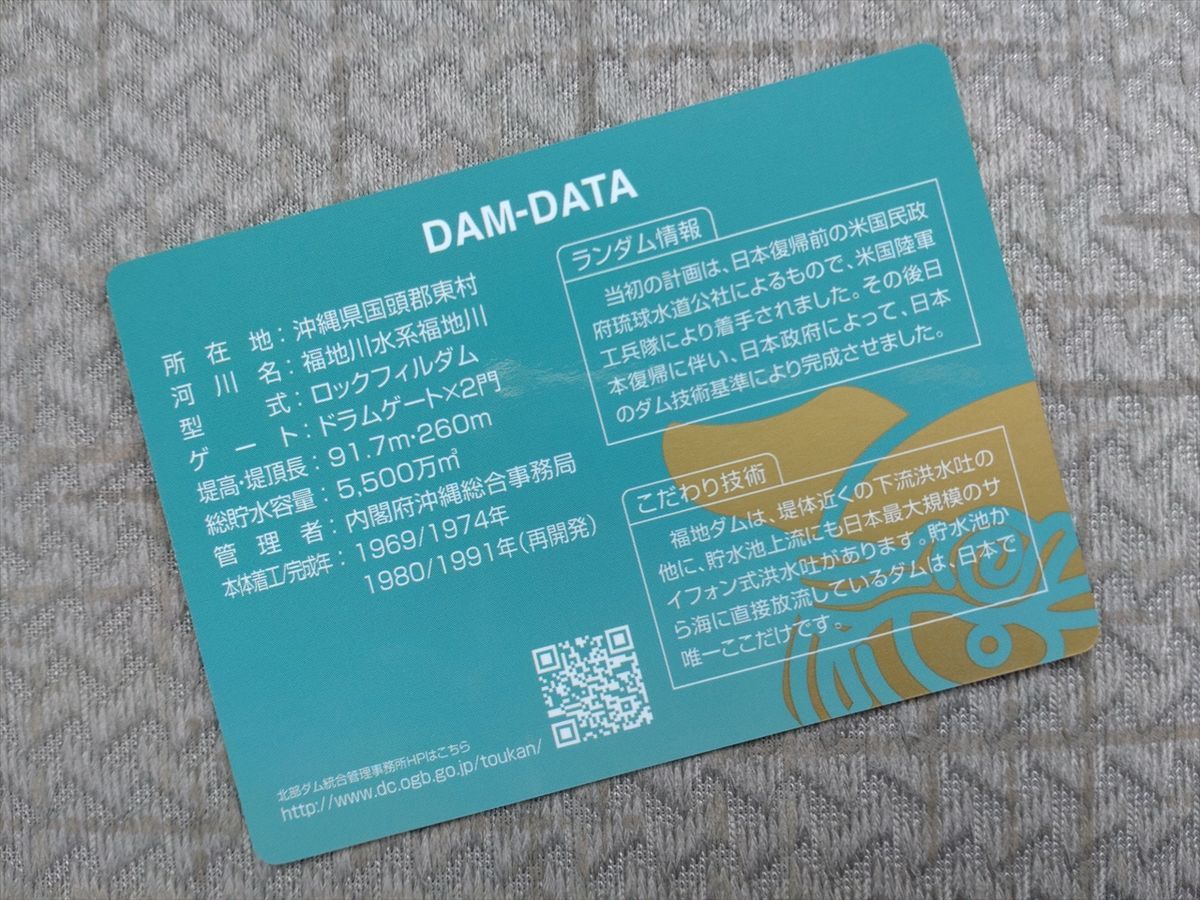 DAM-DATA
所在地：沖縄県国頭郡東村
河川名：福地川水系福地川
型式：ロックフィルダム
ゲート：ドラムゲート×2門
堤高・堤頂長：91.7m・260m
総貯水容量：5,500万㎥
管理者：内閣府沖縄総合事務局
本体着工/完成年：1969/1974年
1980/1991年(再開発)
ランダム情報
当初の計画は、日本復帰前の米国民政
府琉球水道公社によるもので、米国陸軍
工兵隊により着手されました。その後日
本復帰に伴い、日本政府によって、日本
のダム技術基準により完成させました。
こだわり技術
福地ダムは、堤体近くの下流洪水吐の
他に、貯水池上流にも日本最大規模のサ
イフォン式洪水吐があります。貯水池か
ら海に直接放流しているダムは、日本で
唯一ここだけです。
北部ダム統合管理事務所HPはこちら
http://www.dc.ogb.go.jp/toukan/